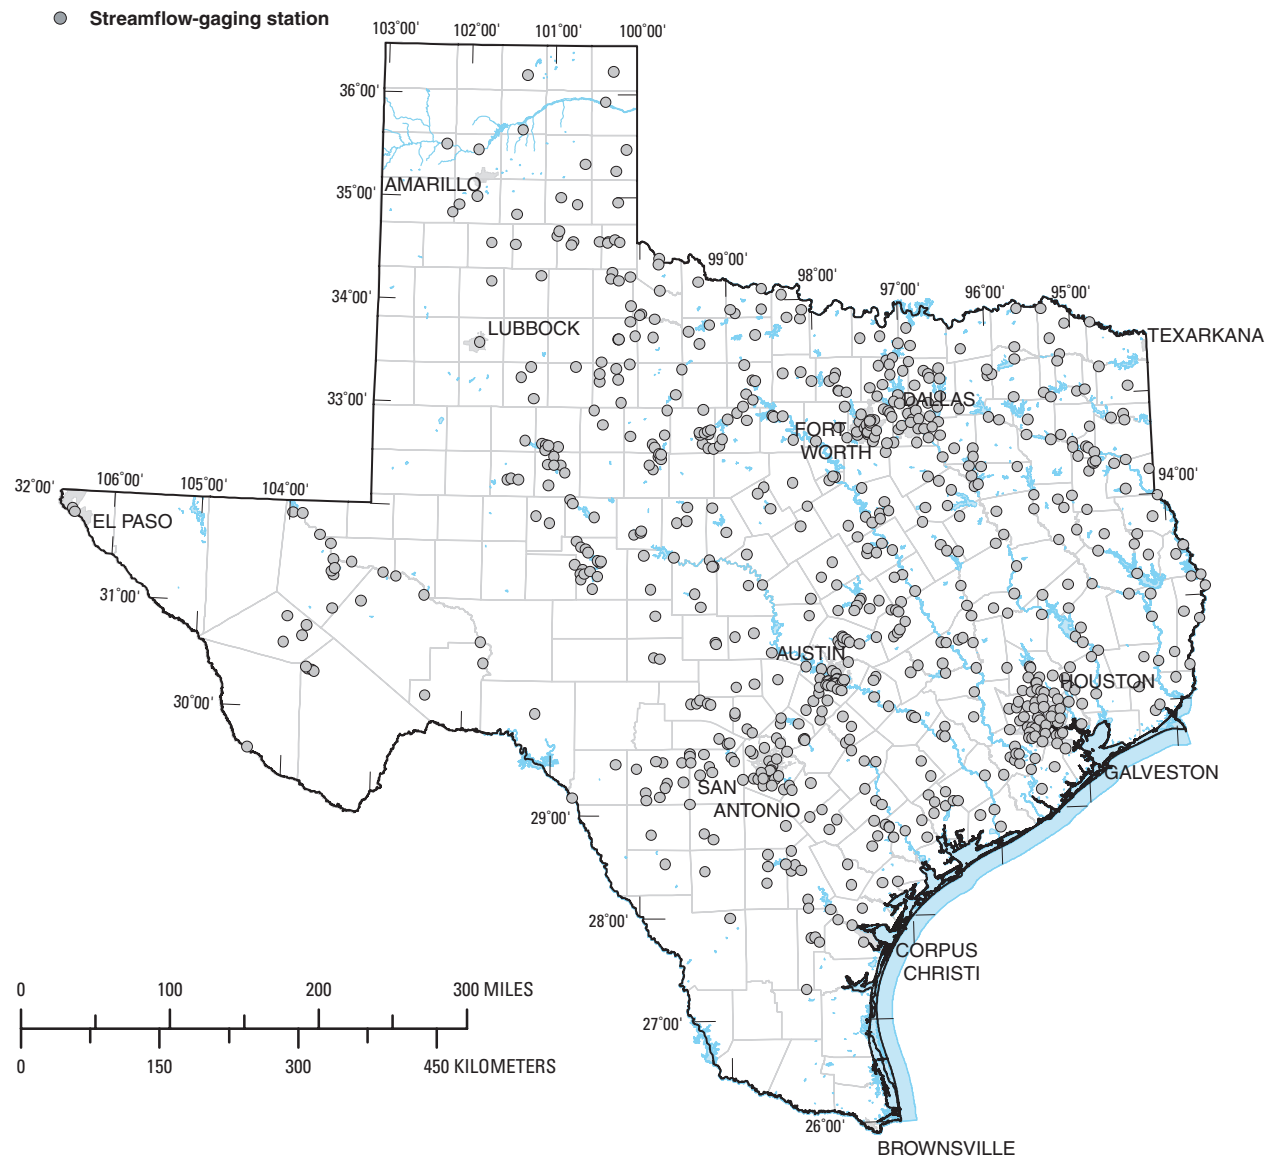 Streamflow-gaging station
103°00' 102°00' 101°00' 100°00'
36°00'
AMARILLO
35°00'
99°00'
98°00'
97°00' 96°00' 95°00'
34°00'
LUBBOCK
TEXARKANA
33°00'
DALLAS
FORT
WORTH
94°00'
32°00' 106°00' 105°00' 104°00'
EL PASO
31°00'
AUSTIN
HOUSTON
30°00'
GALVESTON
SAN
ANTONIO
29°00'
28°00'
CORPUS
CHRISTI
0 100 200 300 MILES
27°00'
0 150 300 450 KILOMETERS
26°00'
BROWNSVILLE